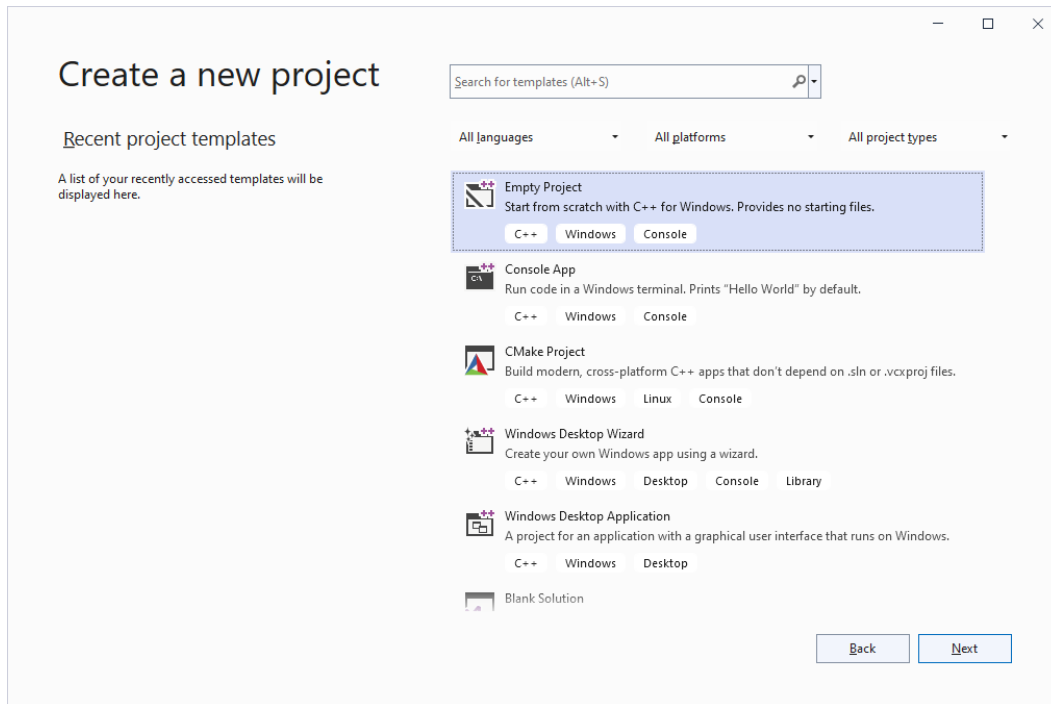 Create a new project
Search for templates (Alt+S)
Recent project templates
All languages
All platforms
All project types
A list of your recently accessed templates will be
displayed here.
Empty Project
Start from scratch with C++ for Windows. Provides no starting files.
C++ Windows Console
Console App
Run code in a Windows terminal. Prints "Hello World" by default.
C++ Windows Console
CMake Project
Build modern, cross-platform C++ apps that don't depend on .sln or .vcxproj files.
C++ Windows Linux Console
Windows Desktop Wizard
Create your own Windows app using a wizard.
C++ Windows Desktop Console Library
Windows Desktop Application
A project for an application with a graphical user interface that runs on Windows.
C++ Windows Desktop
Blank Solution
Back
Next